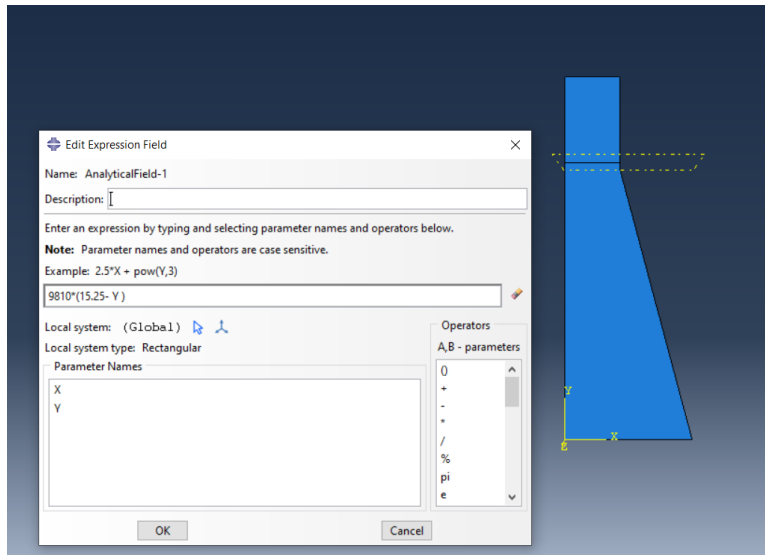 Edit Expression Field
Name: AnalyticalField-1
Description:
Enter an expression by typing and selecting parameter names and operators below.
Note: Parameter names and operators are case sensitive.
Example: 2.5*X + pow(Y,3)
9810*(15.25- Y )
Local system: (Global)
Local system type: Rectangular
Parameter Names
X
Y
Operators
A,B - parameters
()
+
-
*
/
%
pi
e
OK
Cancel
Y
X
Z